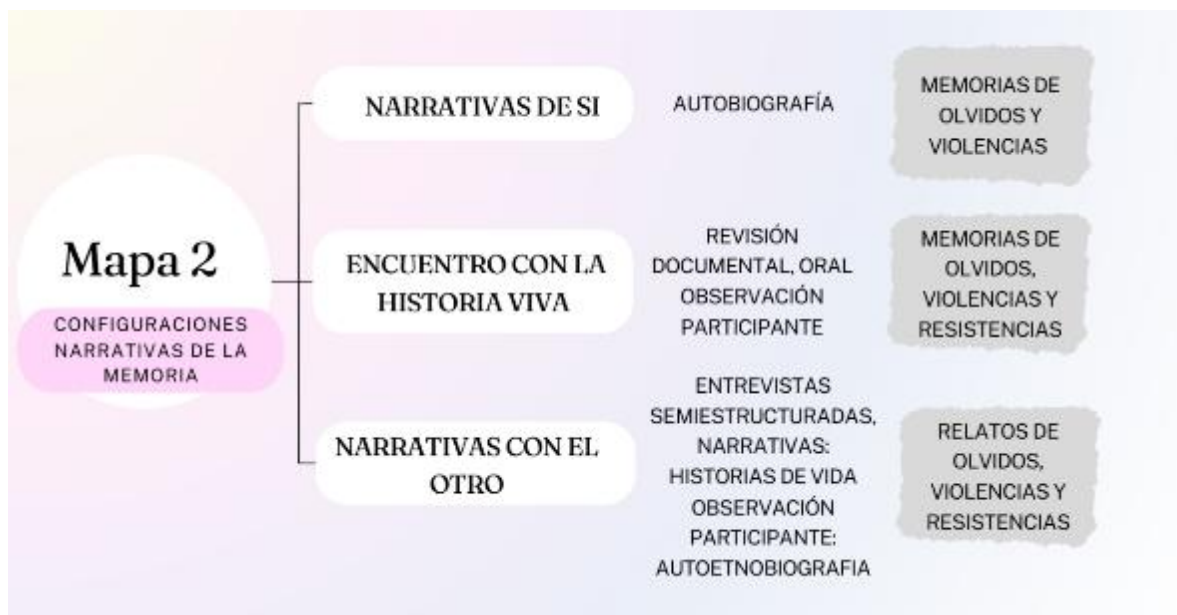 Mapa 2
CONFIGURACIONES
NARRATIVAS DE LA
MEMORIA
NARRATIVAS DE SI
AUTOBIOGRAFÍA
MEMORIAS DE
OLVIDOS Y
VIOLENCIAS
ENCUENTRO CON LA
HISTORIA VIVA
REVISIÓN
DOCUMENTAL, ORAL
OBSERVACIÓN
PARTICIPANTE
MEMORIAS DE
OLVIDOS,
VIOLENCIAS Y
RESISTENCIAS
NARRATIVAS CON EL
OTRO
ENTREVISTAS
SEMIESTRUCTURADAS,
NARRATIVAS:
HISTORIAS DE VIDA
OBSERVACIÓN
PARTICIPANTE:
AUTOETNOBIOGRAFIA
RELATOS DE
OLVIDOS,
VIOLENCIAS Y
RESISTENCIAS